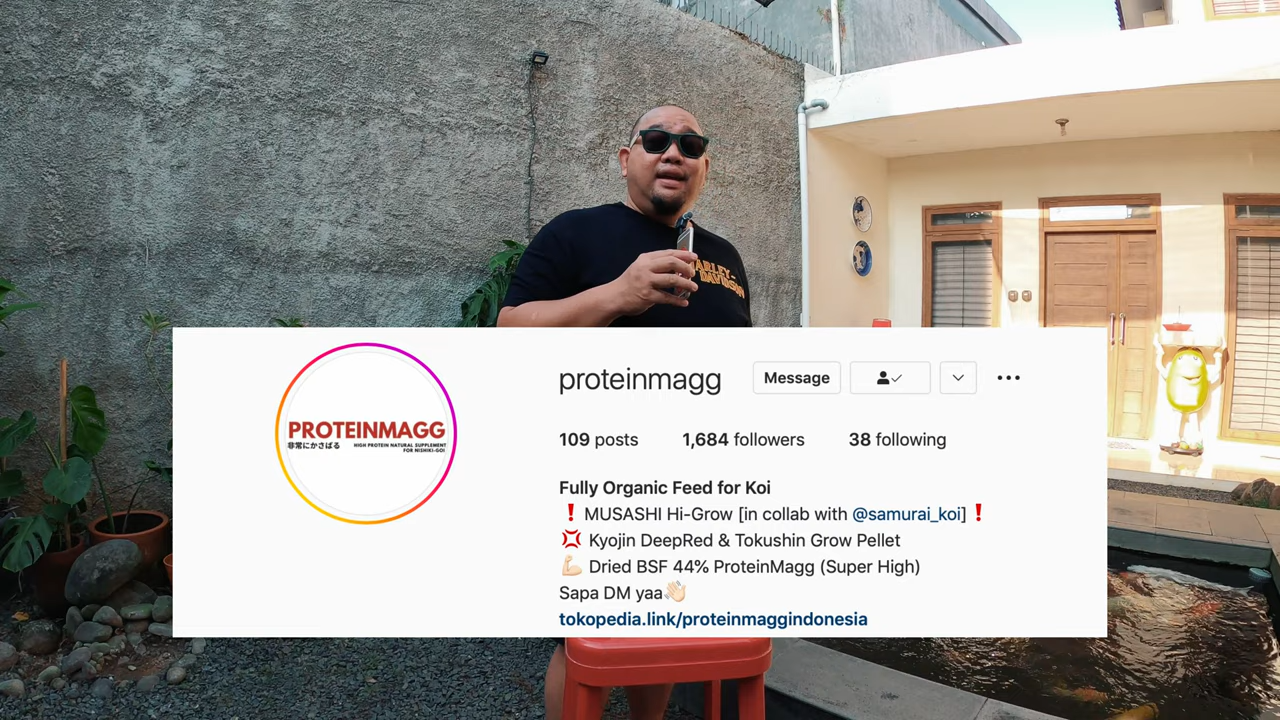 HARLEY-
DAVIDSON
PROTEINMAGG
非常にかさばる
HIGH PROTEIN NATURAL SUPPLEMENT
FOR NISHIKI-GOI
proteinmagg
Message
109 posts 1,684 followers 38 following
Fully Organic Feed for Koi
❗ MUSASHI Hi-Grow [in collab with @samurai_koi] ❗
💢 Kyojin DeepRed & Tokushin Grow Pellet
💪🏻 Dried BSF 44% ProteinMagg (Super High)
Sapa DM yaa👋🏻
tokopedia.link/proteinmaggindonesia